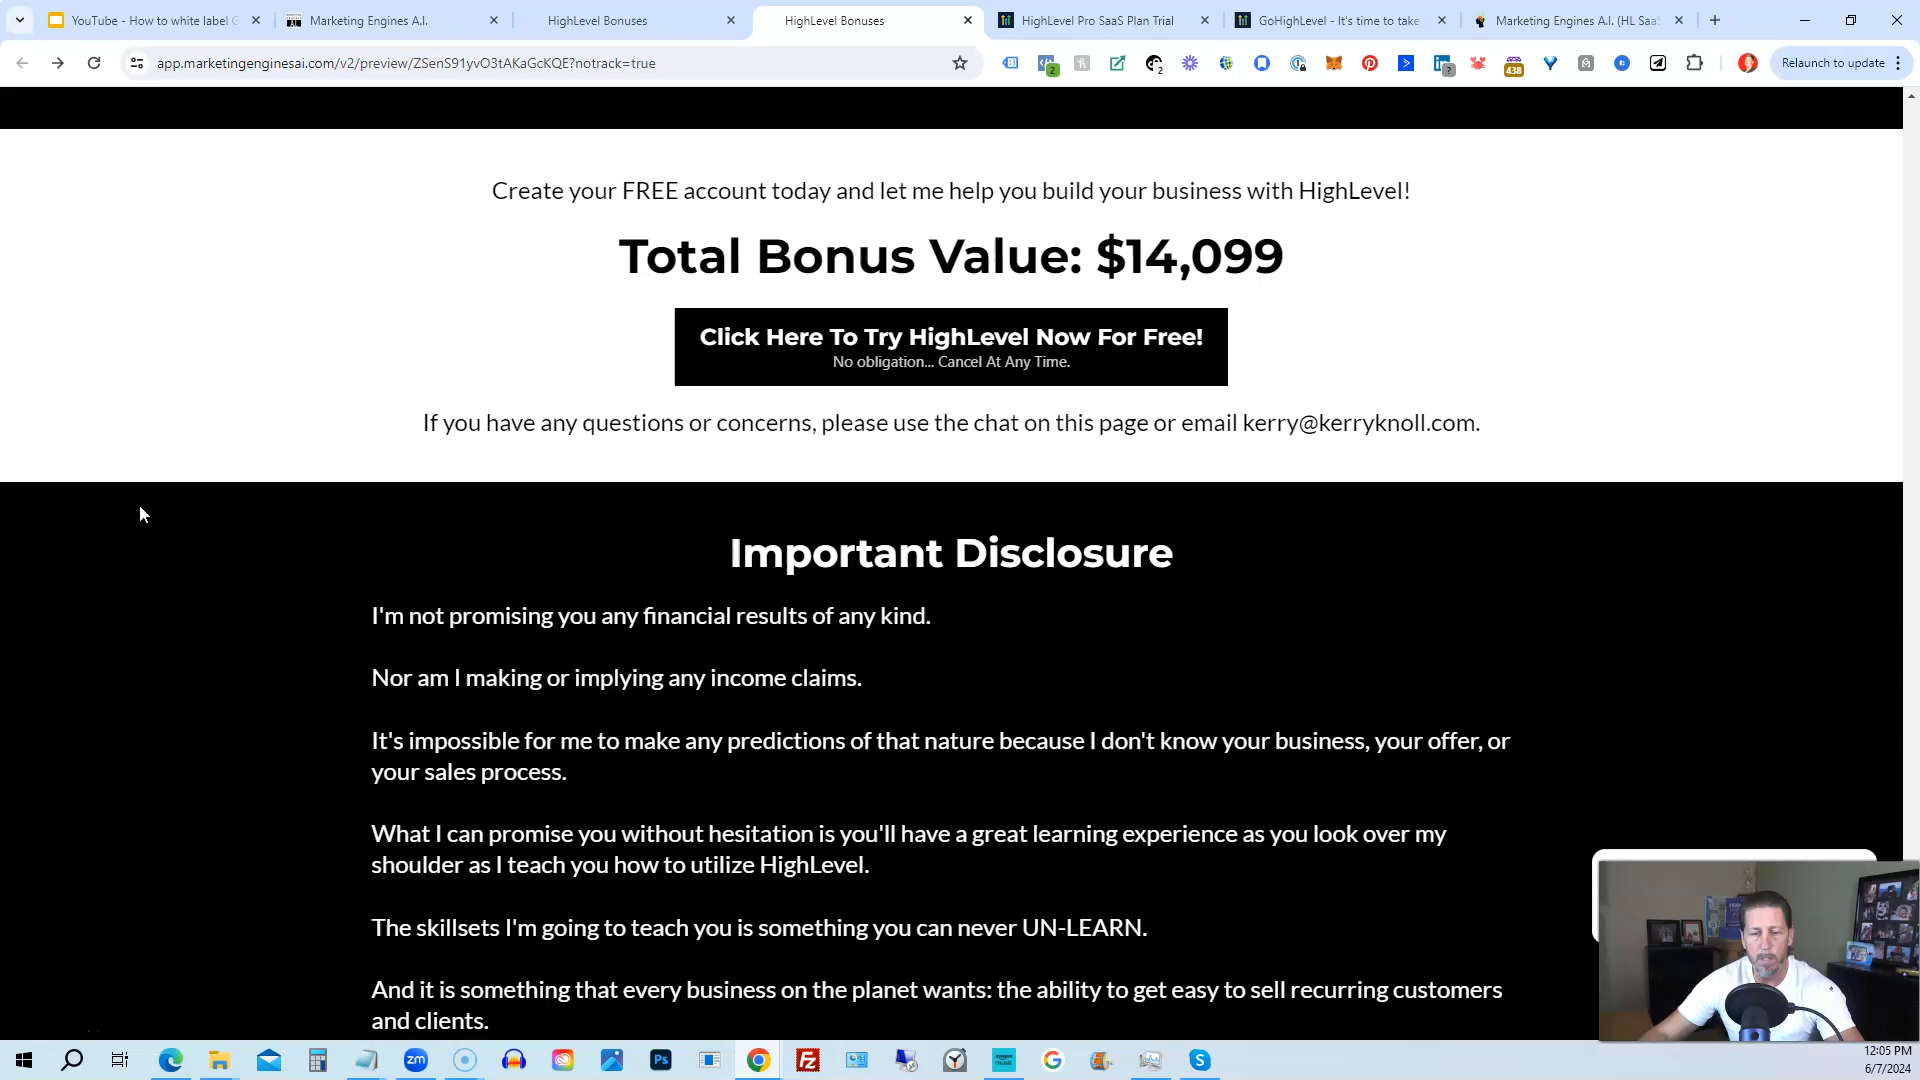 YouTube - How to white label G
Marketing Engines A.I.
HighLevel Bonuses
HighLevel Bonuses
HighLevel Pro SaaS Plan Trial
GoHighLevel - It's time to take
Marketing Engines A.I. (HL Saa
app.marketingenginesai.com/v2/preview/ZSenS91yvO3tAKaGcKQE?notrack=true
2
2
438
Relaunch to update
Create your FREE account today and let me help you build your business with HighLevel!
Total Bonus Value: $14,099
Click Here To Try HighLevel Now For Free!
No obligation... Cancel At Any Time.
If you have any questions or concerns, please use the chat on this page or email kerry@kerryknoll.com.
Important Disclosure
I'm not promising you any financial results of any kind.
Nor am I making or implying any income claims.
It's impossible for me to make any predictions of that nature because I don't know your business, your offer, or
your sales process.
What I can promise you without hesitation is you'll have a great learning experience as you look over my
shoulder as I teach you how to utilize HighLevel.
The skillsets I'm going to teach you is something you can never UN-LEARN.
And it is something that every business on the planet wants: the ability to get easy to sell recurring customers
and clients.
zm
Ps
12:05 PM
6/7/2024